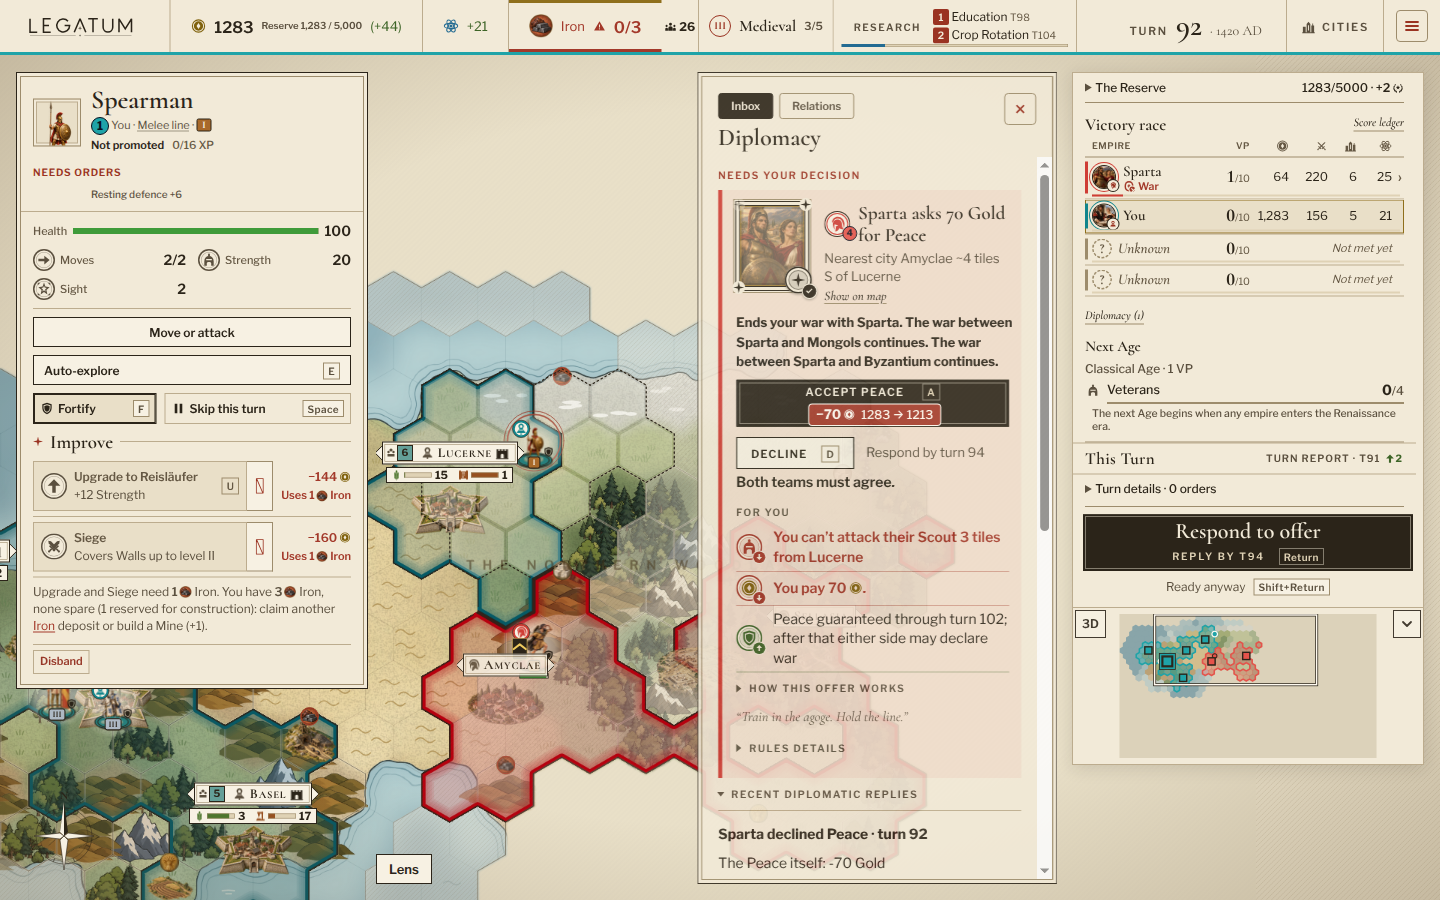 LEGATUM
1283 Reserve 1,283 / 5,000 (+44)
+21
Iron 0/3
26
III Medieval 3/5
RESEARCH
1 Education T98
2 Crop Rotation T104
TURN 92 · 1420 AD
CITIES
Spearman
1 You · Melee line · I
Not promoted 0/16 XP
NEEDS ORDERS
Resting defence +6
Health 100
Moves 2/2
Strength 20
Sight 2
Move or attack
Auto-explore E
Fortify F
Skip this turn Space
Improve
Upgrade to Reisläufer
+12 Strength
U
−144
Uses 1 Iron
Siege
Covers Walls up to level II
−160
Uses 1 Iron
Upgrade and Siege need 1 Iron. You have 3 Iron,
none spare (1 reserved for construction): claim another
Iron deposit or build a Mine (+1).
Disband
6 LUCERNE
15 1
I
AMYCLAE
III
III
5 BASEL
3 17
Lens
Inbox
Relations
×
Diplomacy
NEEDS YOUR DECISION
4
Sparta asks 70 Gold
for Peace
Nearest city Amyclae ~4 tiles
S of Lucerne
Show on map
Ends your war with Sparta. The war between
Sparta and Mongols continues. The war
between Sparta and Byzantium continues.
ACCEPT PEACE A
−70 1283 → 1213
DECLINE D
Respond by turn 94
Both teams must agree.
FOR YOU
You can't attack their Scout 3 tiles
from Lucerne
You pay 70 .
Peace guaranteed through turn 102;
after that either side may declare
war
HOW THIS OFFER WORKS
“Train in the agoge. Hold the line.”
RULES DETAILS
RECENT DIPLOMATIC REPLIES
Sparta declined Peace · turn 92
The Peace itself: -70 Gold
The Reserve 1283/5000 · +2
Victory race
Score ledger
EMPIRE VP
Sparta 1/10 64 220 6 25 ›
War
You 0/10 1,283 156 5 21
? Unknown 0/10 Not met yet
? Unknown 0/10 Not met yet
Diplomacy (1)
Next Age
Classical Age · 1 VP
Veterans 0/4
The next Age begins when any empire enters the Renaissance
era.
This Turn
TURN REPORT · T91 2
Turn details · 0 orders
Respond to offer
REPLY BY T94 Return
Ready anyway Shift+Return
3D